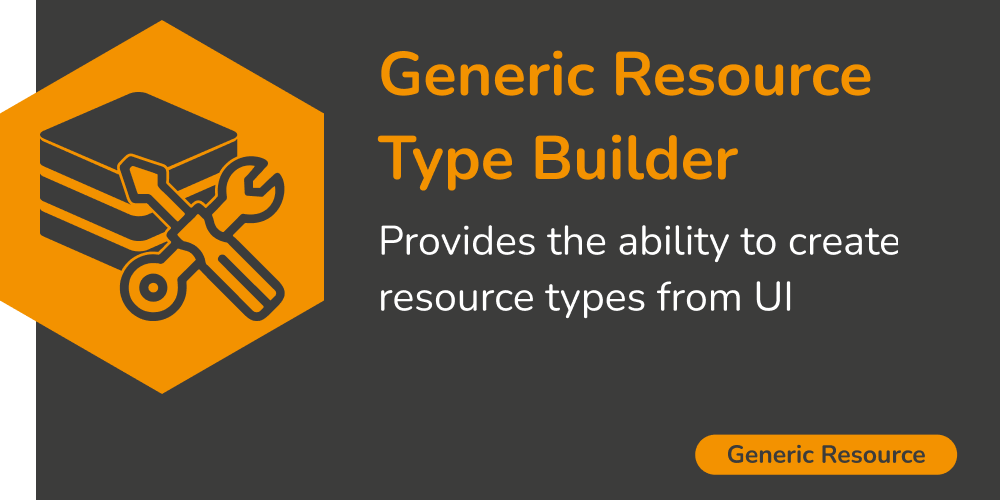 Generic Resource
Type Builder
Provides the ability to create
resource types from UI
Generic Resource